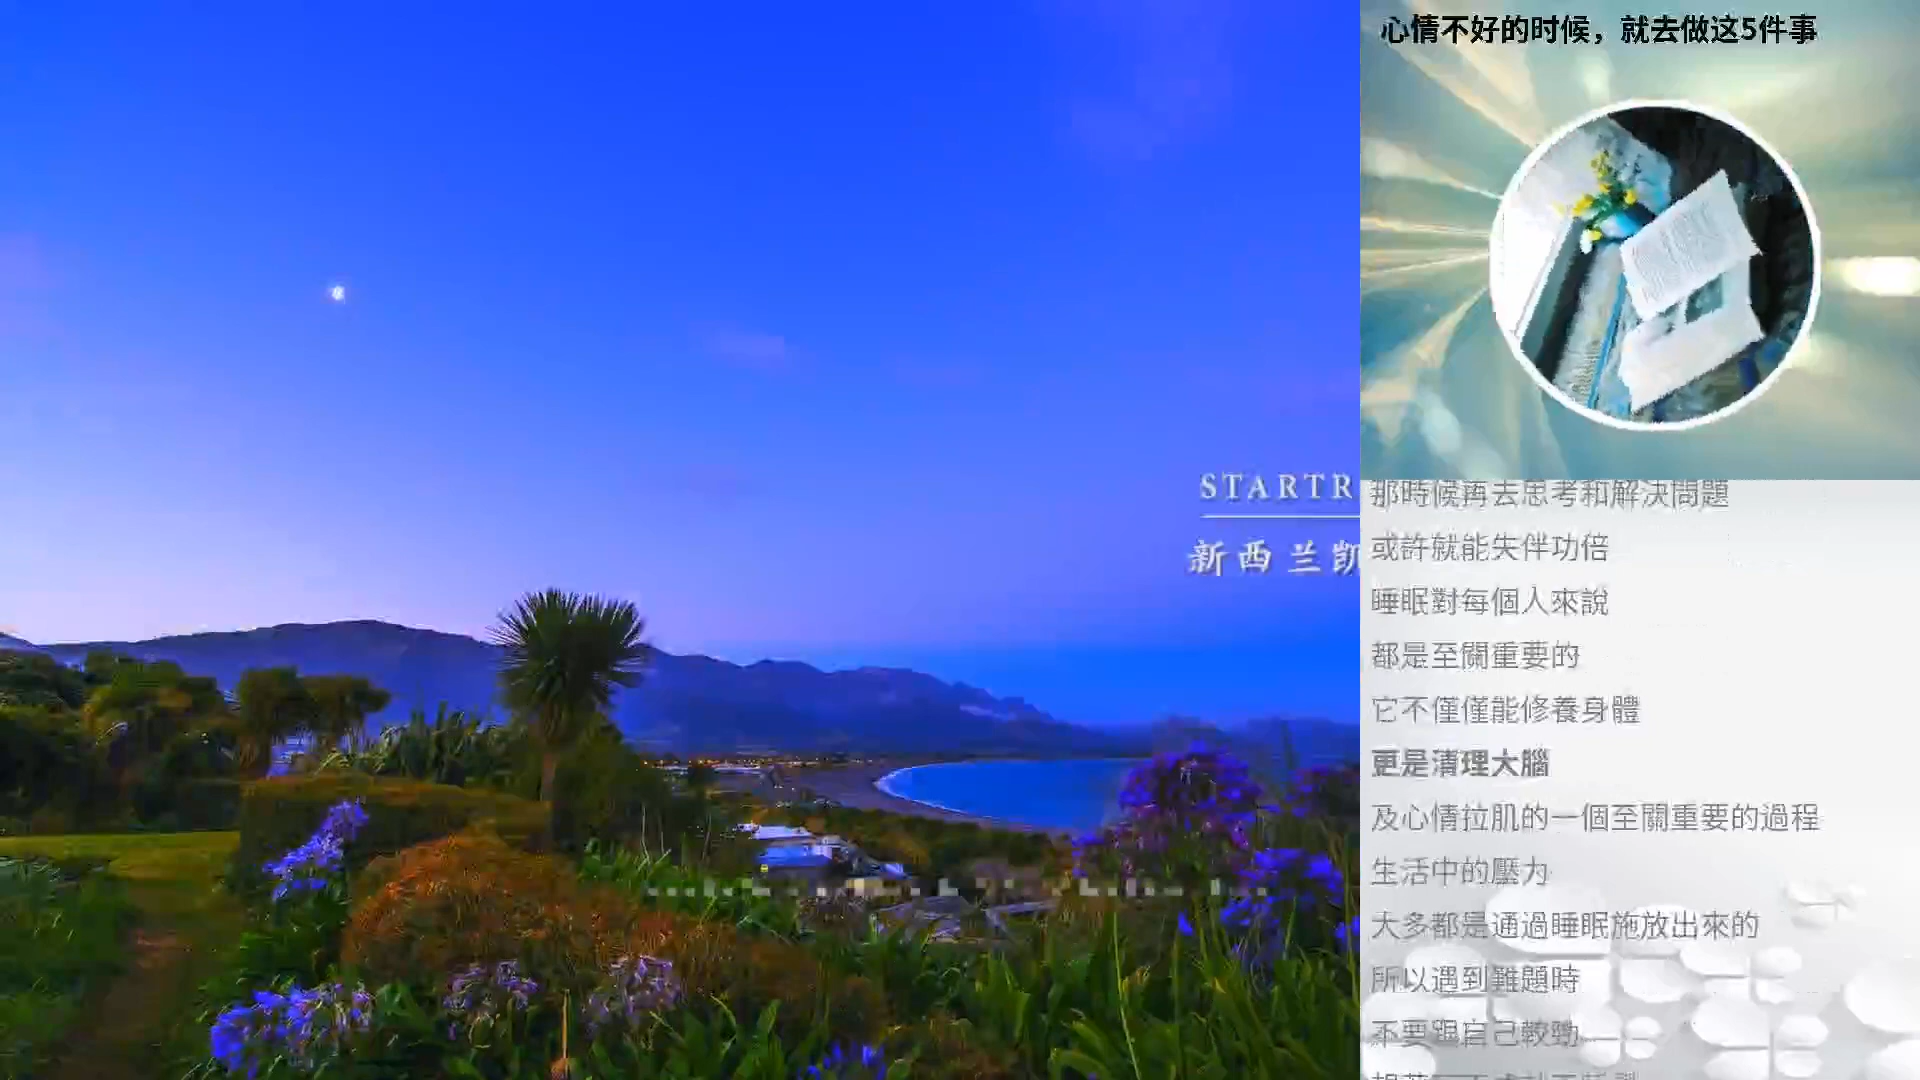 心情不好的时候，就去做这5件事
STARTR
新西兰凯
那時候再去思考和解決問題
或許就能失伴功倍
睡眠對每個人來說
都是至關重要的
它不僅僅能修養身體
更是清理大腦
及心情拉肌的一個至關重要的過程
生活中的壓力
大多都是通過睡眠施放出來的
所以遇到難題時
不要跟自己較勁